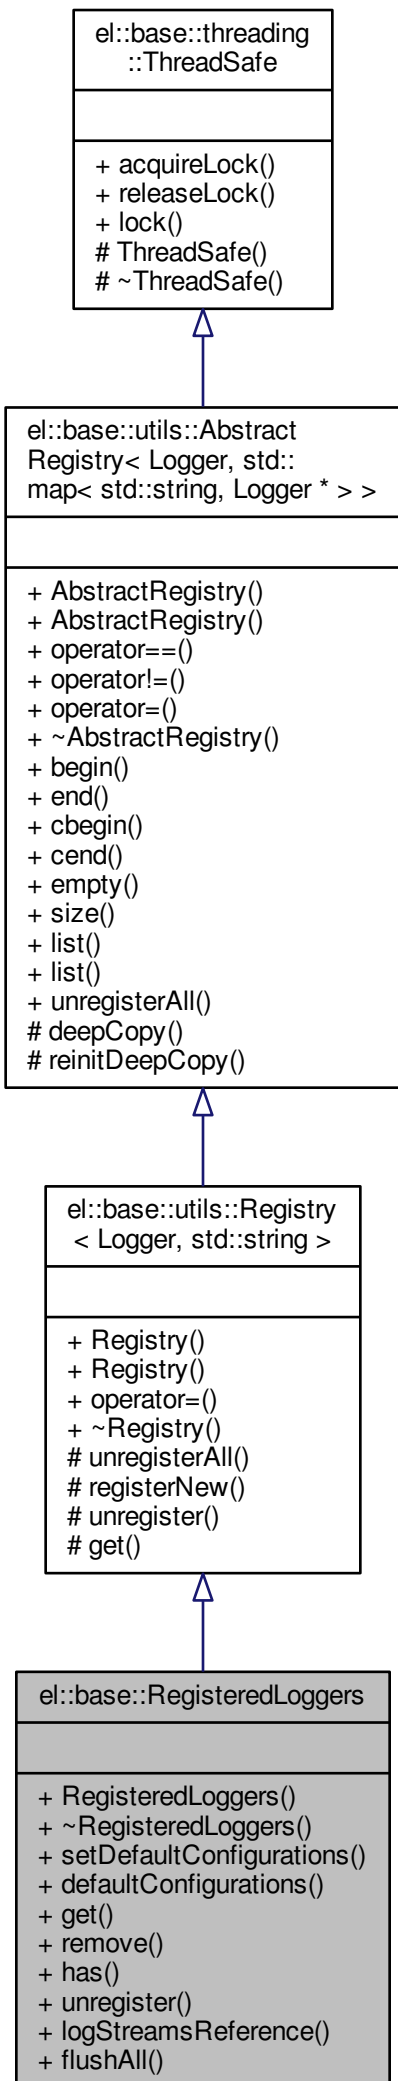 el::base::threading
::ThreadSafe
+ acquireLock()
+ releaseLock()
+ lock()
# ThreadSafe()
# ~ThreadSafe()
el::base::utils::Abstract
Registry< Logger, std::
map< std::string, Logger * > >
+ AbstractRegistry()
+ AbstractRegistry()
+ operator==()
+ operator!=()
+ operator=()
+ ~AbstractRegistry()
+ begin()
+ end()
+ cbegin()
+ cend()
+ empty()
+ size()
+ list()
+ list()
+ unregisterAll()
# deepCopy()
# reinitDeepCopy()
el::base::utils::Registry
< Logger, std::string >
+ Registry()
+ Registry()
+ operator=()
+ ~Registry()
# unregisterAll()
# registerNew()
# unregister()
# get()
el::base::RegisteredLoggers
+ RegisteredLoggers()
+ ~RegisteredLoggers()
+ setDefaultConfigurations()
+ defaultConfigurations()
+ get()
+ remove()
+ has()
+ unregister()
+ logStreamsReference()
+ flushAll()